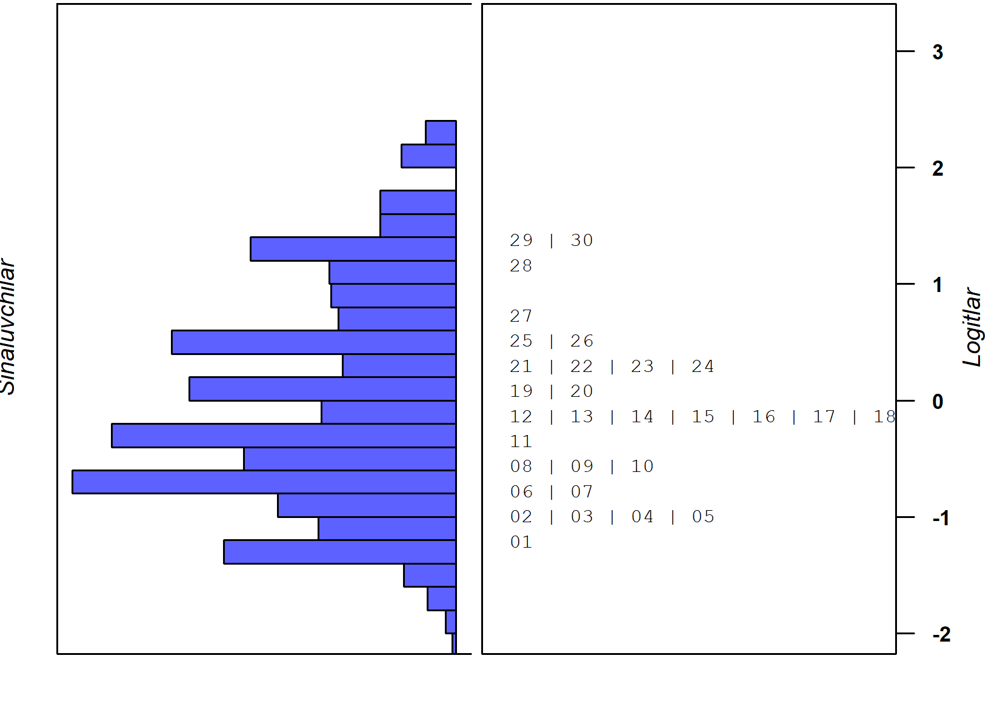 Sinaluvchilar
29 | 30
28
27
25 | 26
21 | 22 | 23 | 24
19 | 20
12 | 13 | 14 | 15 | 16 | 17 | 18
11
08 | 09 | 10
06 | 07
02 | 03 | 04 | 05
01
3
2
1
0
-1
-2
Logitlar